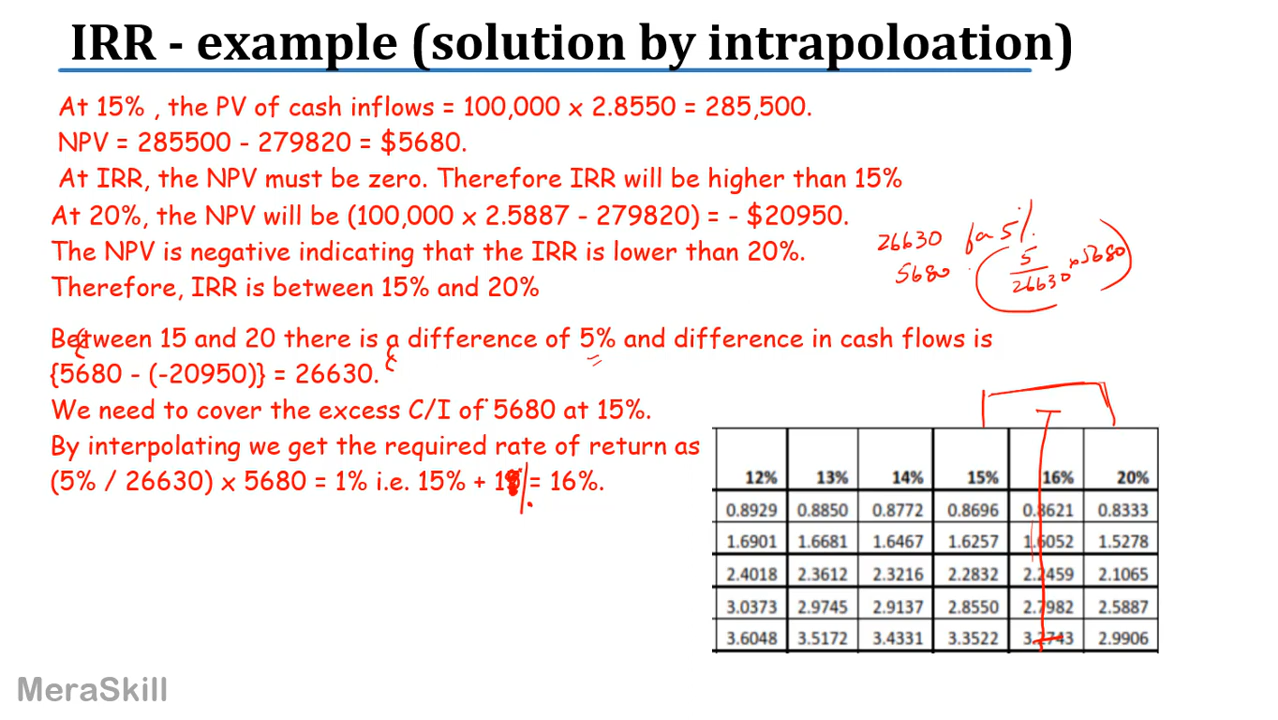 IRR - example (solution by intrapoloation)
At 15% , the PV of cash inflows = 100,000 x 2.8550 = 285,500.
NPV = 285500 - 279820 = $5680.
At IRR, the NPV must be zero. Therefore IRR will be higher than 15%
At 20%, the NPV will be (100,000 x 2.5887 - 279820) = - $20950.
The NPV is negative indicating that the IRR is lower than 20%.
Therefore, IRR is between 15% and 20%
26630 for 5%
5680 5/26630 x 5680
Between 15 and 20 there is a difference of 5% and difference in cash flows is
{5680 - (-20950)} = 26630.
We need to cover the excess C/I of 5680 at 15%.
By interpolating we get the required rate of return as
(5% / 26630) x 5680 = 1% i.e. 15% + 1% = 16%.
12% 13% 14% 15% 16% 20%
0.8929 0.8850 0.8772 0.8696 0.8621 0.8333
1.6901 1.6681 1.6467 1.6257 1.6052 1.5278
2.4018 2.3612 2.3216 2.2832 2.2459 2.1065
3.0373 2.9745 2.9137 2.8550 2.7982 2.5887
3.6048 3.5172 3.4331 3.3522 3.2743 2.9906
MeraSkill